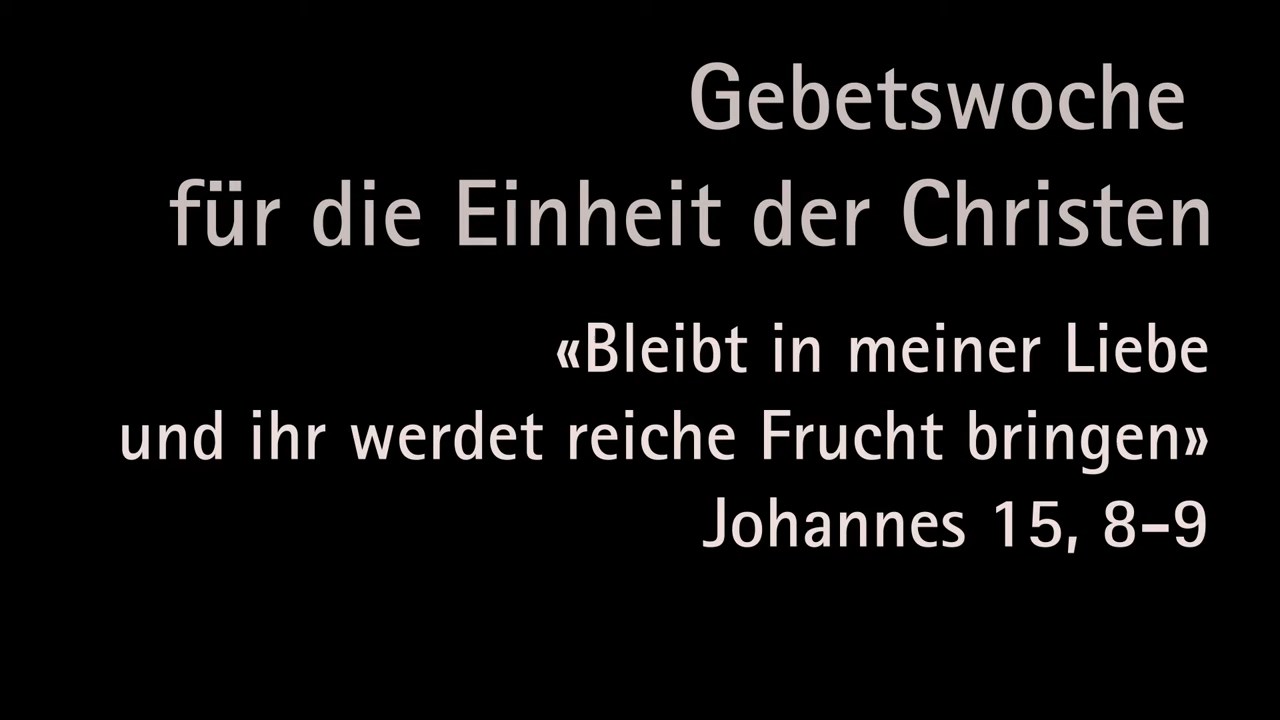 Gebetswoche
für die Einheit der Christen
«Bleibt in meiner Liebe
und ihr werdet reiche Frucht bringen»
Johannes 15, 8–9